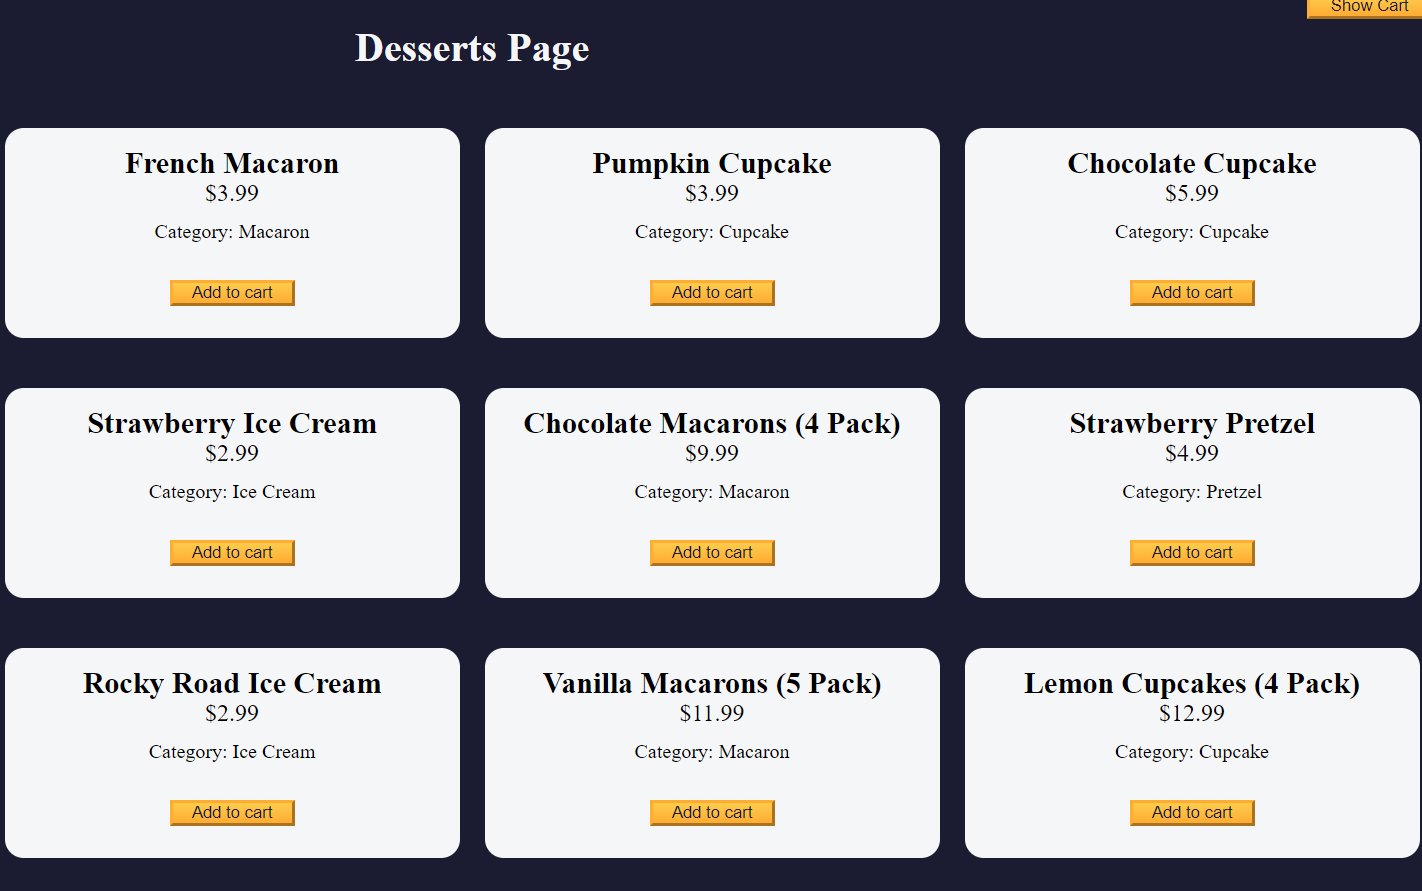 Show Cart
Desserts Page
French Macaron
$3.99
Category: Macaron
Add to cart
Pumpkin Cupcake
$3.99
Category: Cupcake
Add to cart
Chocolate Cupcake
$5.99
Category: Cupcake
Add to cart
Strawberry Ice Cream
$2.99
Category: Ice Cream
Add to cart
Chocolate Macarons (4 Pack)
$9.99
Category: Macaron
Add to cart
Strawberry Pretzel
$4.99
Category: Pretzel
Add to cart
Rocky Road Ice Cream
$2.99
Category: Ice Cream
Add to cart
Vanilla Macarons (5 Pack)
$11.99
Category: Macaron
Add to cart
Lemon Cupcakes (4 Pack)
$12.99
Category: Cupcake
Add to cart